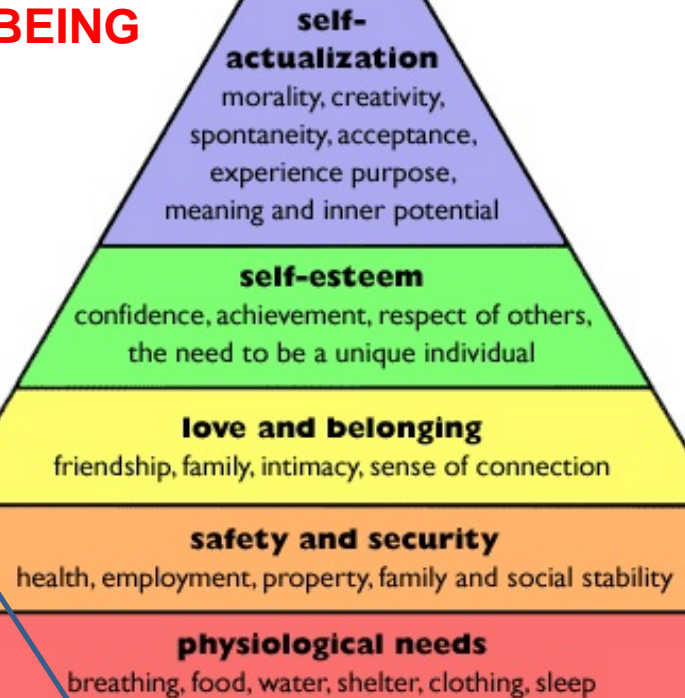 BEING
self-
actualization
morality, creativity,
spontaneity, acceptance,
experience purpose,
meaning and inner potential
self-esteem
confidence, achievement, respect of others,
the need to be a unique individual
love and belonging
friendship, family, intimacy, sense of connection
safety and security
health, employment, property, family and social stability
physiological needs
breathing, food, water, shelter, clothing, sleep